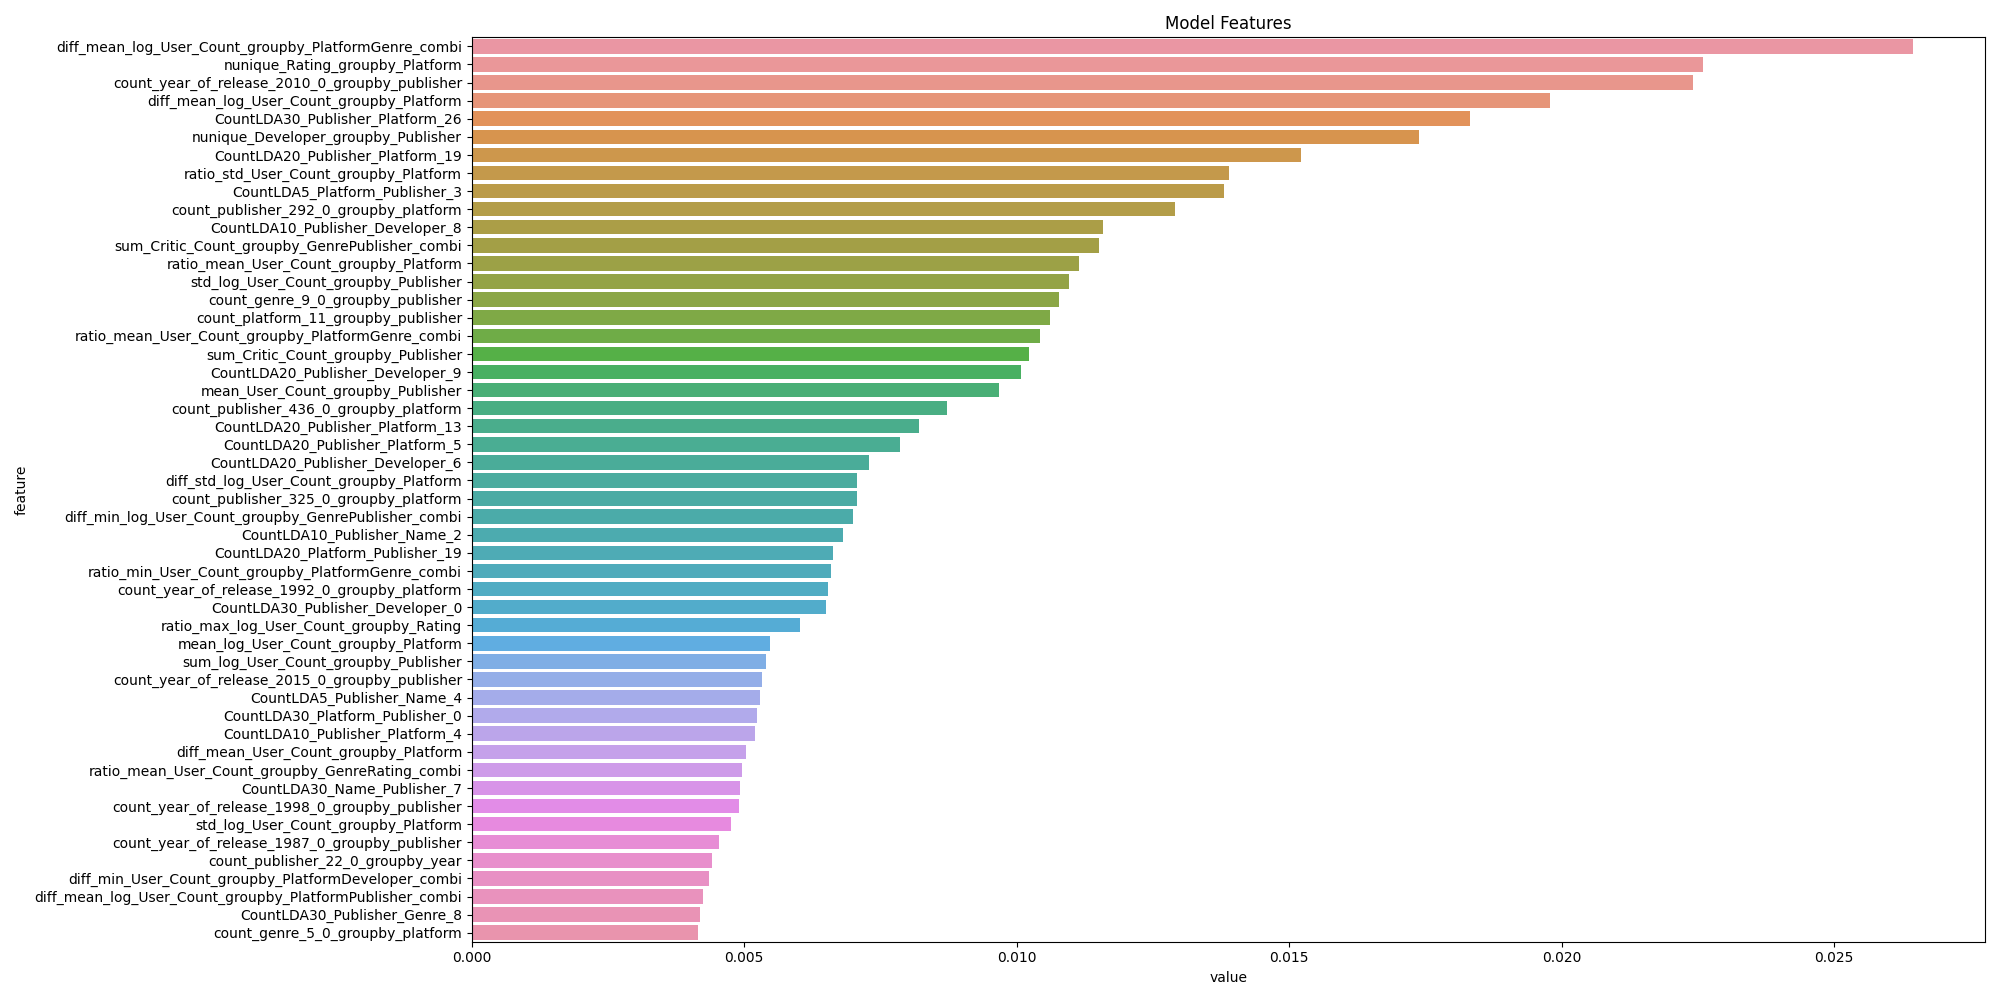 Model Features
diff_mean_log_User_Count_groupby_PlatformGenre_combi
nunique_Rating_groupby_Platform
count_year_of_release_2010_0_groupby_publisher
diff_mean_log_User_Count_groupby_Platform
CountLDA30_Publisher_Platform_26
nunique_Developer_groupby_Publisher
CountLDA20_Publisher_Platform_19
ratio_std_User_Count_groupby_Platform
CountLDA5_Platform_Publisher_3
count_publisher_292_0_groupby_platform
CountLDA10_Publisher_Developer_8
sum_Critic_Count_groupby_GenrePublisher_combi
ratio_mean_User_Count_groupby_Platform
std_log_User_Count_groupby_Publisher
count_genre_9_0_groupby_publisher
count_platform_11_groupby_publisher
ratio_mean_User_Count_groupby_PlatformGenre_combi
sum_Critic_Count_groupby_Publisher
CountLDA20_Publisher_Developer_9
mean_User_Count_groupby_Publisher
count_publisher_436_0_groupby_platform
CountLDA20_Publisher_Platform_13
CountLDA20_Publisher_Platform_5
CountLDA20_Publisher_Developer_6
diff_std_log_User_Count_groupby_Platform
count_publisher_325_0_groupby_platform
diff_min_log_User_Count_groupby_GenrePublisher_combi
CountLDA10_Publisher_Name_2
CountLDA20_Platform_Publisher_19
ratio_min_User_Count_groupby_PlatformGenre_combi
count_year_of_release_1992_0_groupby_platform
CountLDA30_Publisher_Developer_0
ratio_max_log_User_Count_groupby_Rating
mean_log_User_Count_groupby_Platform
sum_log_User_Count_groupby_Publisher
count_year_of_release_2015_0_groupby_publisher
CountLDA5_Publisher_Name_4
CountLDA30_Platform_Publisher_0
CountLDA10_Publisher_Platform_4
diff_mean_User_Count_groupby_Platform
ratio_mean_User_Count_groupby_GenreRating_combi
CountLDA30_Name_Publisher_7
count_year_of_release_1998_0_groupby_publisher
std_log_User_Count_groupby_Platform
count_year_of_release_1987_0_groupby_publisher
count_publisher_22_0_groupby_year
diff_min_User_Count_groupby_PlatformDeveloper_combi
diff_mean_log_User_Count_groupby_PlatformPublisher_combi
CountLDA30_Publisher_Genre_8
count_genre_5_0_groupby_platform
feature
0.000 0.005 0.010 0.015 0.020 0.025
value